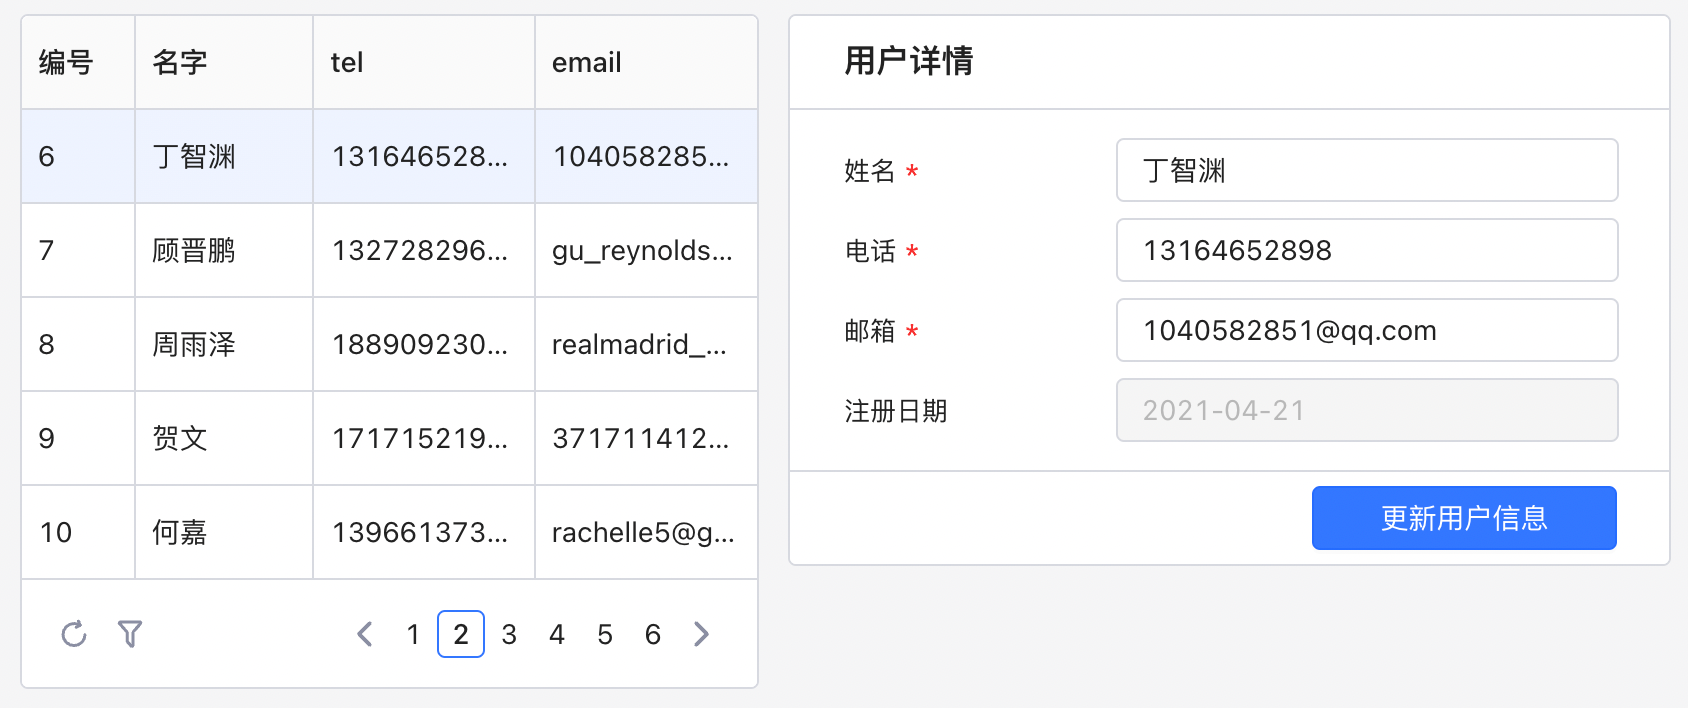 编号 名字 tel email
6 丁智渊 131646528... 104058285...
7 顾晋鹏 132728296... gu_reynolds...
8 周雨泽 188909230... realmadrid_...
9 贺文 171715219... 371711412...
10 何嘉 139661373... rachelle5@g...
1 2 3 4 5 6
用户详情
姓名 * 丁智渊
电话 * 13164652898
邮箱 * 1040582851@qq.com
注册日期 2021-04-21
更新用户信息